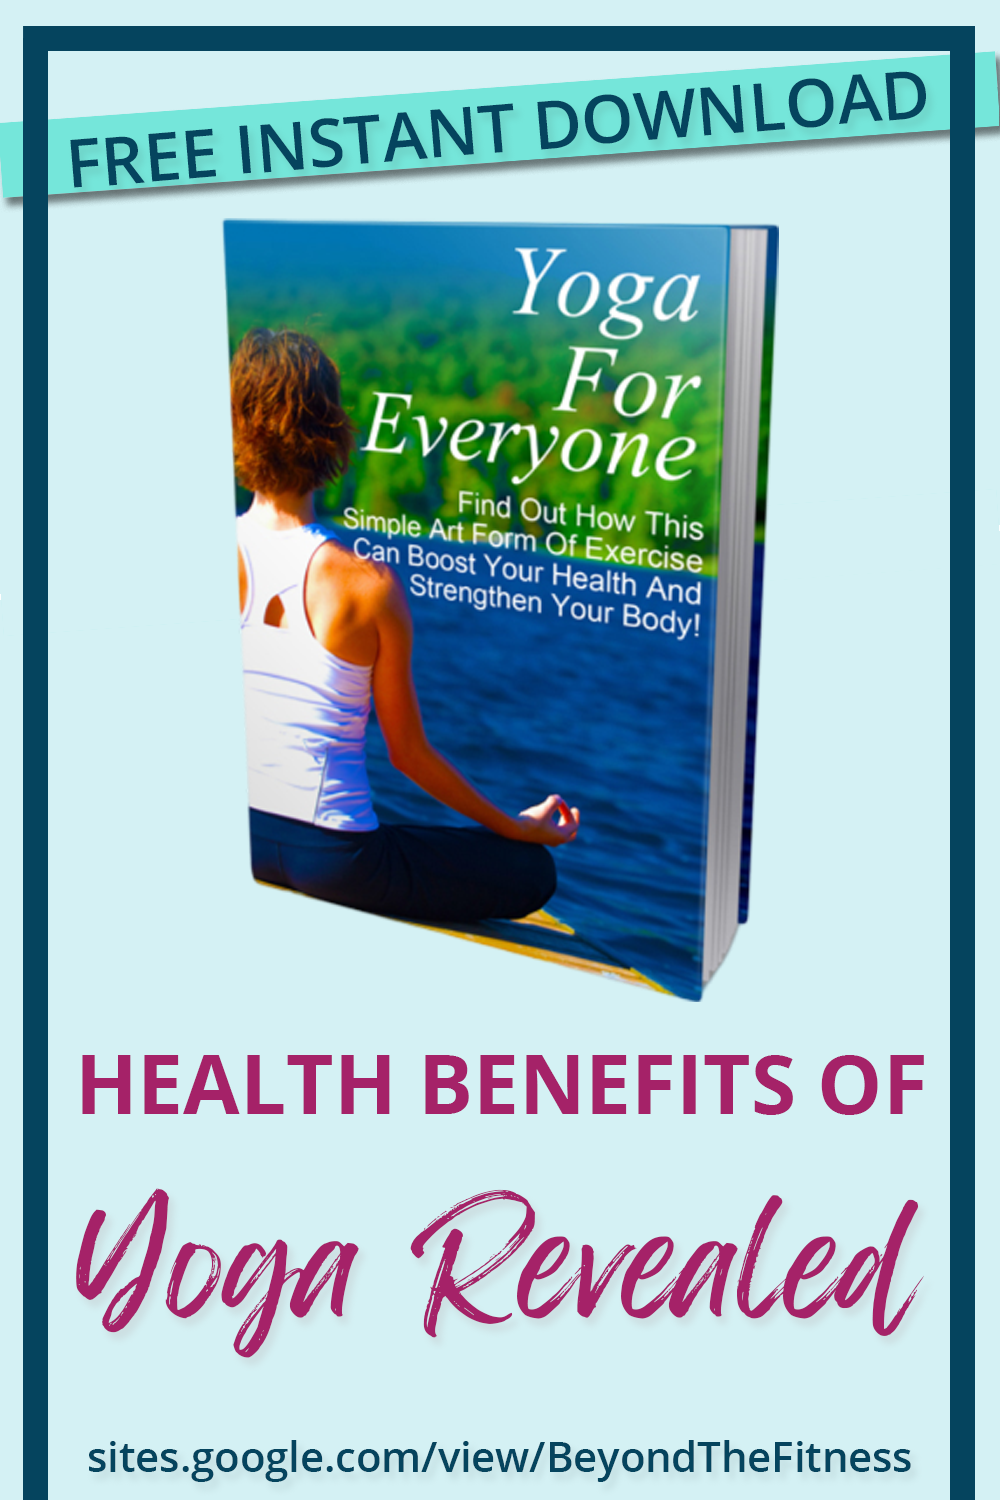 FREE INSTANT DOWNLOAD
Yoga
For
Everyone
Find Out How This
Simple Art Form Of Exercise
Can Boost Your Health And
Strengthen Your Body!
HEALTH BENEFITS OF
Yoga Revealed
sites.google.com/view/BeyondTheFitness